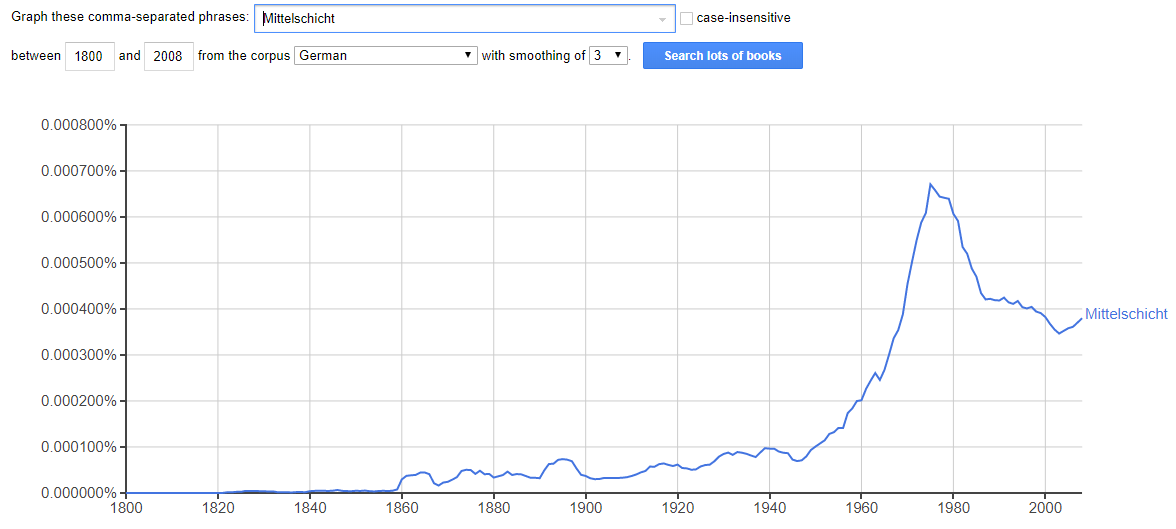 Graph these comma-separated phrases: Mittelschicht case-insensitive
between 1800 and 2008 from the corpus German with smoothing of 3 . Search lots of books
0.000800%
0.000700%
0.000600%
0.000500%
0.000400%
Mittelschicht
0.000300%
0.000200%
0.000100%
0.000000%
1800 1820 1840 1860 1880 1900 1920 1940 1960 1980 2000